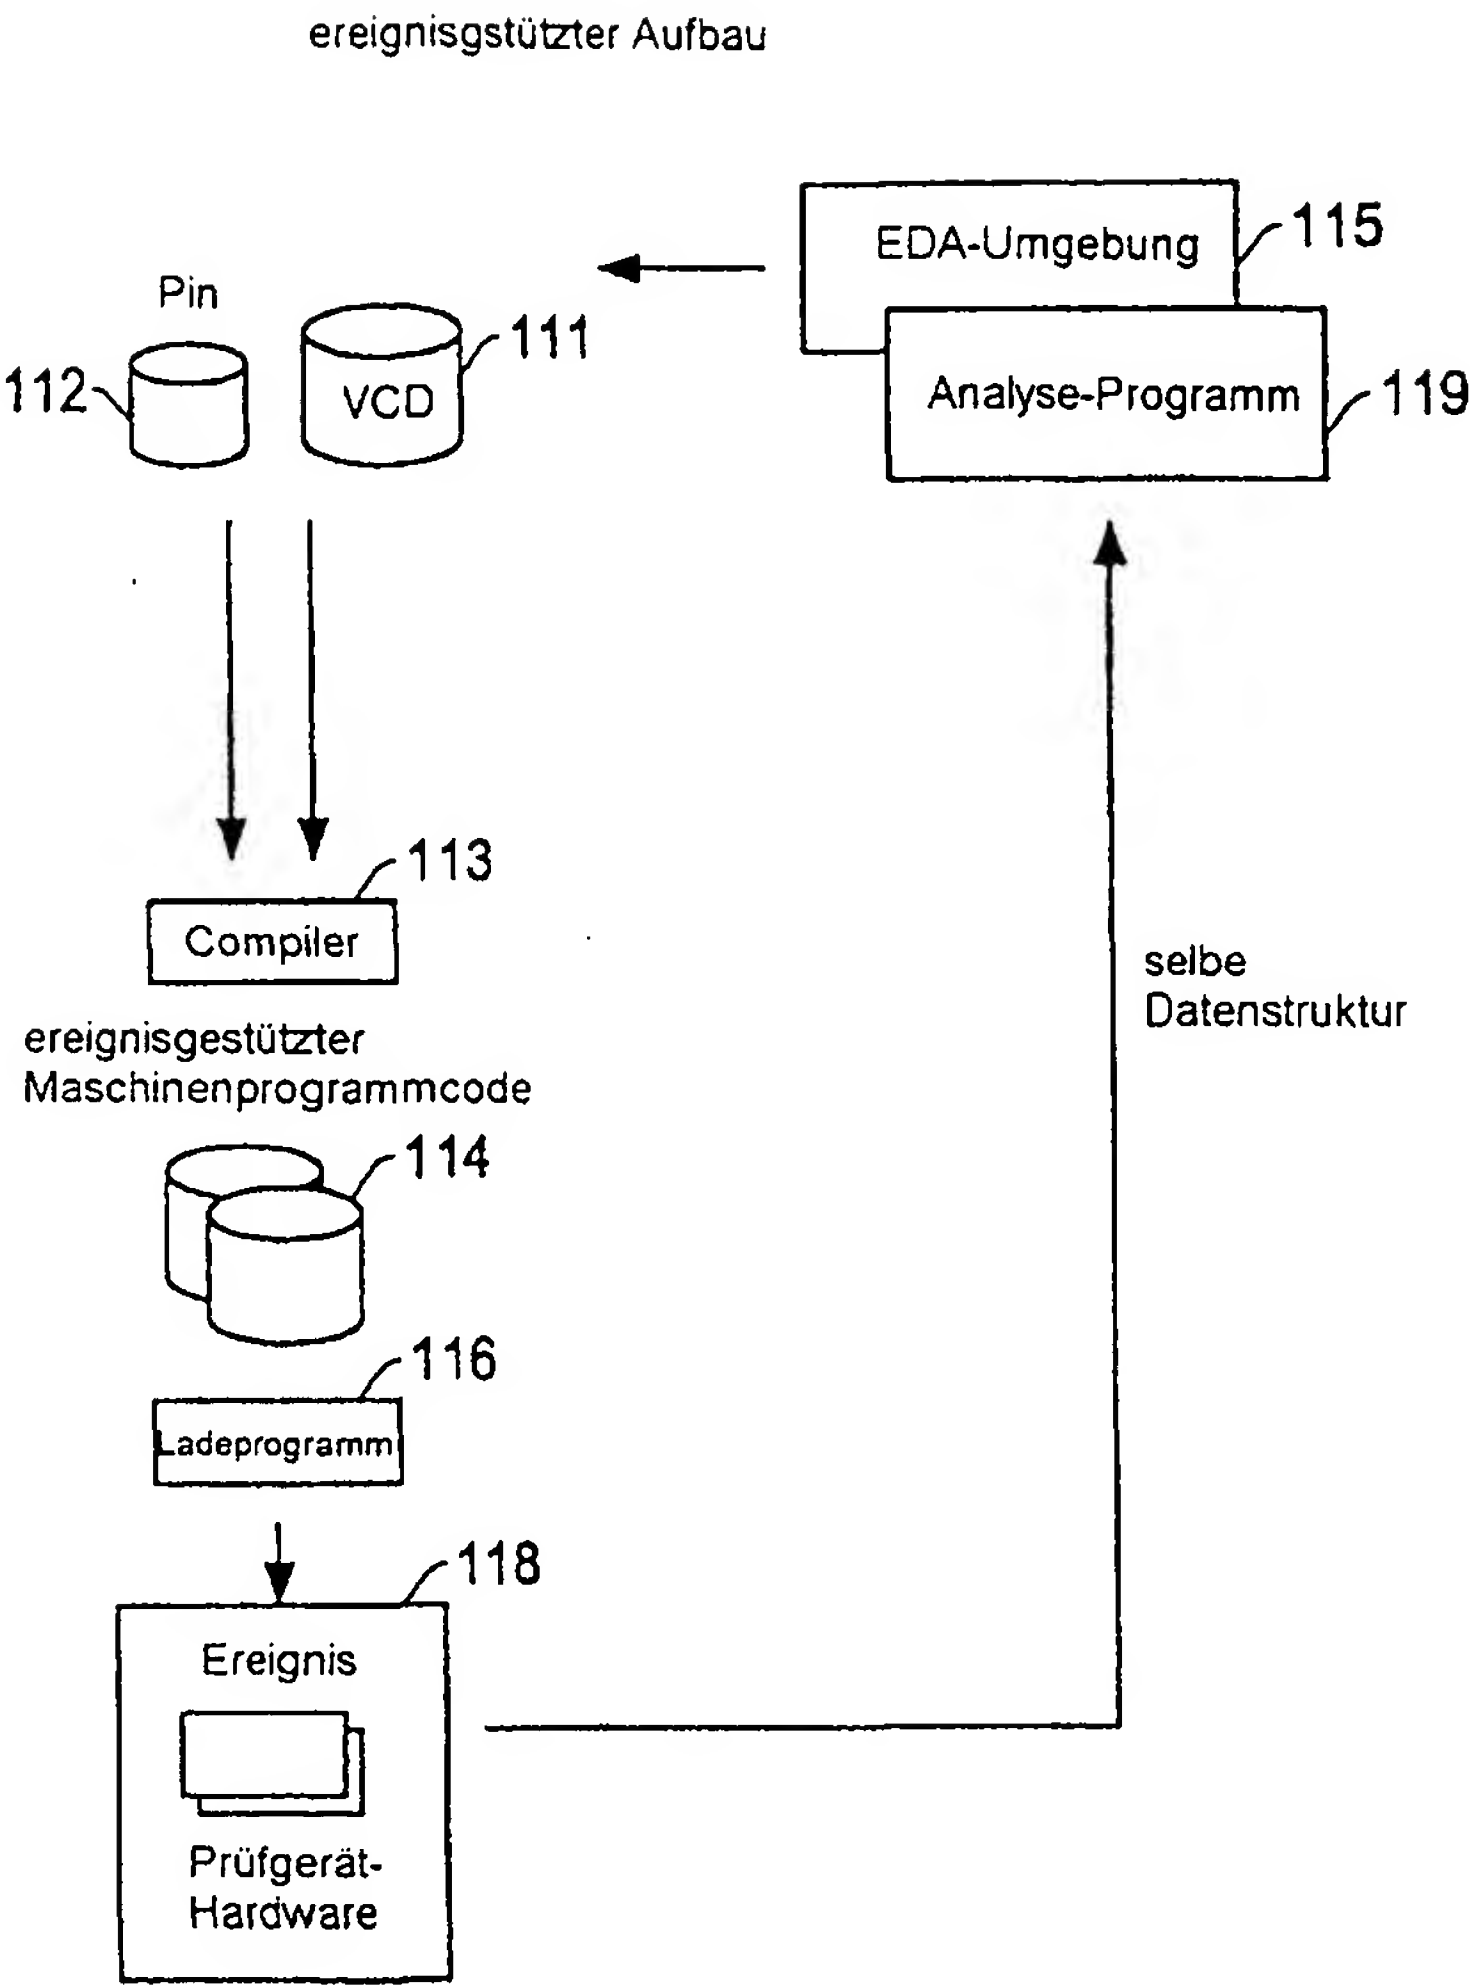 ereignisgstützter Aufbau
EDA-Umgebung
115
Pin
111
VCD
112
Analyse-Programm
119
113
Compiler
selbe
Datenstruktur
ereignisgestützter
Maschinenprogrammcode
114
116
Ladeprogramm
118
Ereignis
Prüfgerät-
Hardware